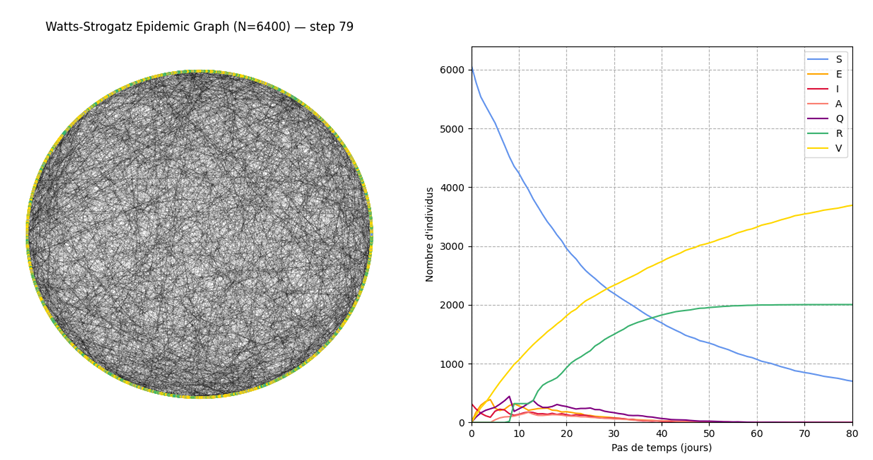 Watts-Strogatz Epidemic Graph (N=6400) — step 79
6000
5000
4000
3000
2000
1000
0
Nombre d'individus
0 10 20 30 40 50 60 70 80
Pas de temps (jours)
S
E
I
A
Q
R
V